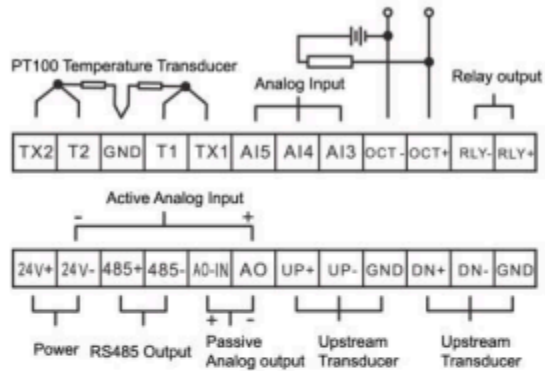 PT100 Temperature Transducer
Analog Input
Relay output
TX2 T2 GND T1 TX1 AI5 AI4 AI3 OCT- OCT+ RLY- RLY+
Active Analog Input
- +
24V+ 24V- 485+ 485- AO-IN AO UP+ UP- GND DN+ DN- GND
+ -
Power RS485 Output Passive Analog output Upstream Transducer Upstream Transducer